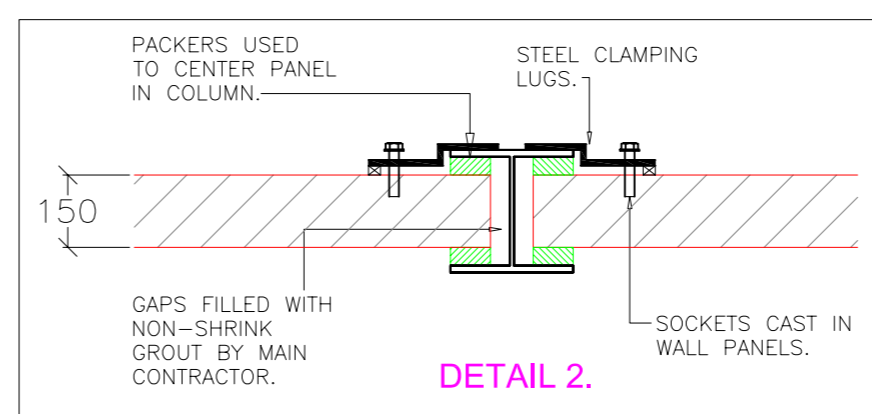 PACKERS USED
TO CENTER PANEL
IN COLUMN.
STEEL CLAMPING
LUGS.
150
GAPS FILLED WITH
NON-SHRINK
GROUT BY MAIN
CONTRACTOR.
SOCKETS CAST IN
WALL PANELS.
DETAIL 2.